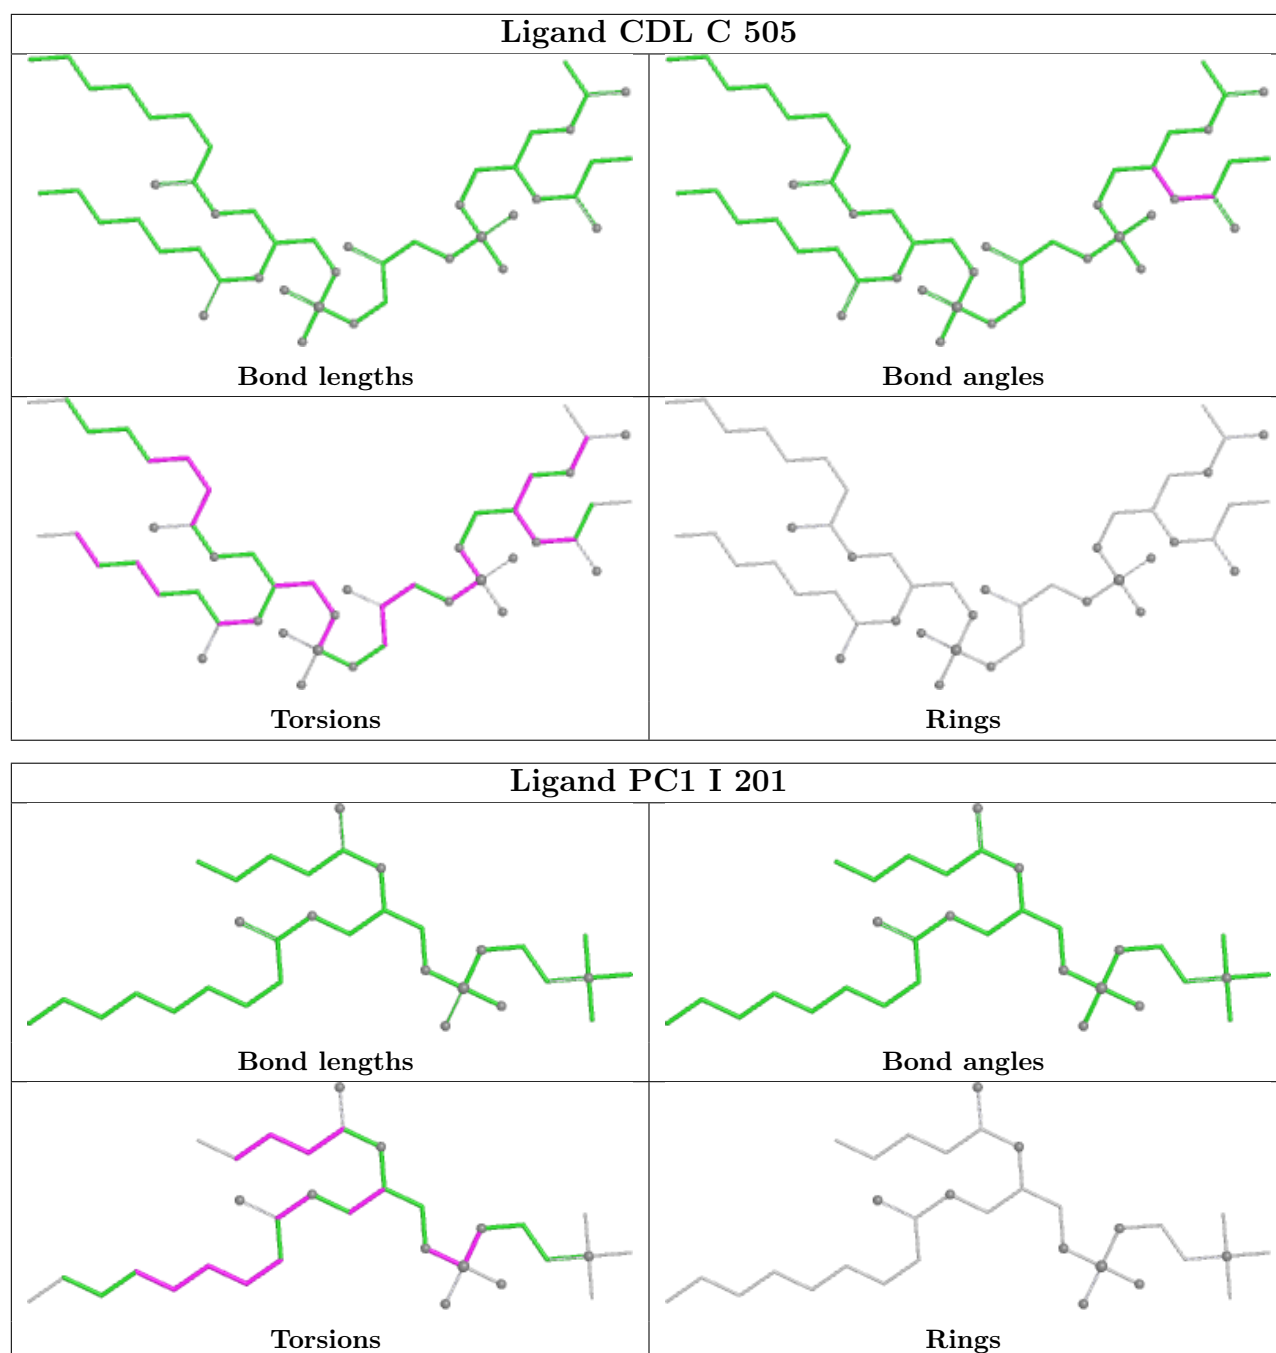 Ligand CDL C 505
Bond lengths
Bond angles
Torsions
Rings
Ligand PC1 I 201
Bond lengths
Bond angles
Torsions
Rings